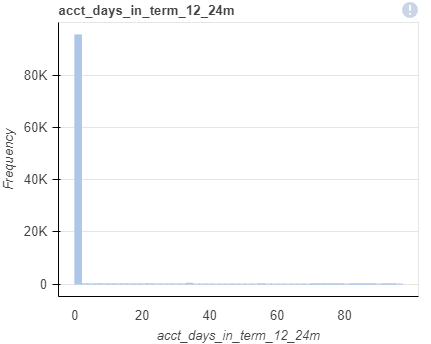 acct_days_in_term_12_24m
!
Frequency
80K
60K
40K
20K
0
0 20 40 60 80
acct_days_in_term_12_24m